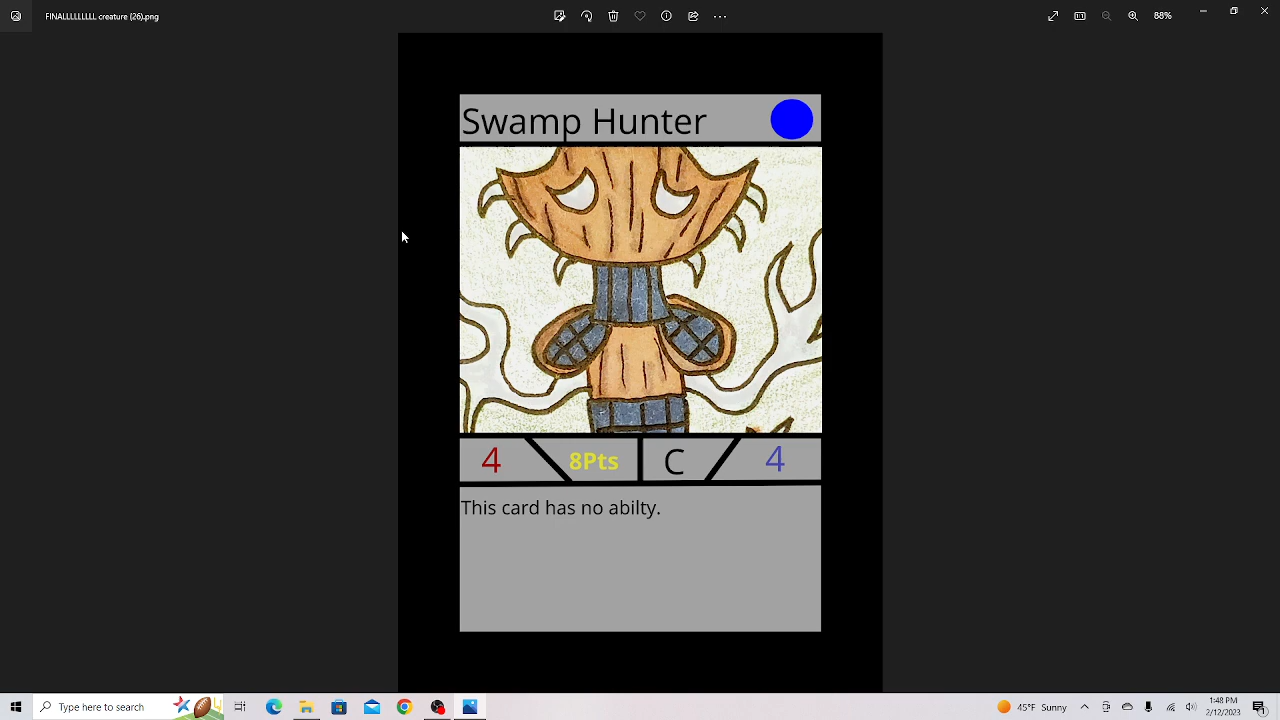 FINALLLLLLLL creature (26).png
88%
Swamp Hunter
4
8Pts
C
4
This card has no abilty.
Type here to search
45°F Sunny
1:48 PM
2/12/2023